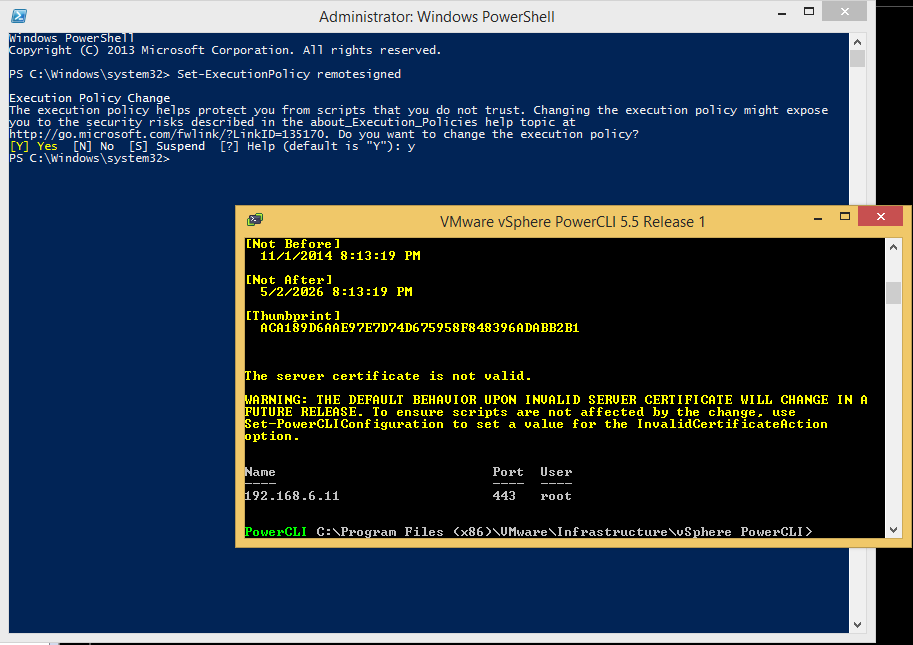 Administrator: Windows PowerShell
Windows PowerShell
Copyright (C) 2013 Microsoft Corporation. All rights reserved.
PS C:\Windows\system32> Set-ExecutionPolicy remotesigned
Execution Policy Change
The execution policy helps protect you from scripts that you do not trust. Changing the execution policy might expose
you to the security risks described in the about_Execution_Policies help topic at
http://go.microsoft.com/fwlink/?LinkID=135170. Do you want to change the execution policy?
[Y] Yes  [N] No  [S] Suspend  [?] Help (default is "Y"): y
PS C:\Windows\system32>
VMware vSphere PowerCLI 5.5 Release 1
[Not Before]
11/1/2014 8:13:19 PM
[Not After]
5/2/2026 8:13:19 PM
[Thumbprint]
ACA189D6AAE97E7D74D675958F848396ADABB2B1
The server certificate is not valid.
WARNING: THE DEFAULT BEHAVIOR UPON INVALID SERVER CERTIFICATE WILL CHANGE IN A
FUTURE RELEASE. To ensure scripts are not affected by the change, use
Set-PowerCLIConfiguration to set a value for the InvalidCertificateAction
option.
Name Port User
---- ---- ----
192.168.6.11 443 root
PowerCLI C:\Program Files (x86)\VMware\Infrastructure\vSphere PowerCLI>